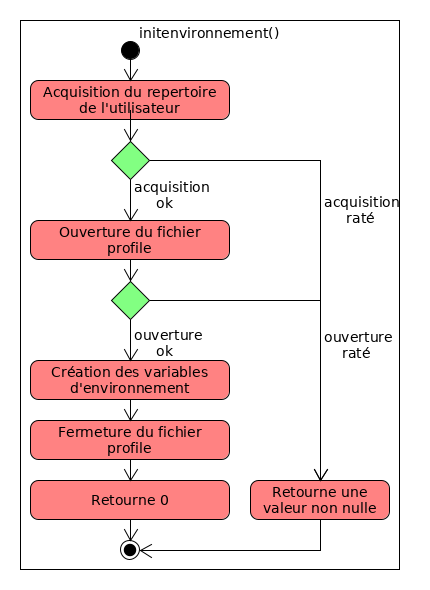 initenvironnement()
Acquisition du repertoire
de l'utilisateur
acquisition
ok
acquisition
raté
Ouverture du fichier
profile
ouverture
ok
ouverture
raté
Création des variables
d'environnement
Fermeture du fichier
profile
Retourne 0
Retourne une
valeur non nulle